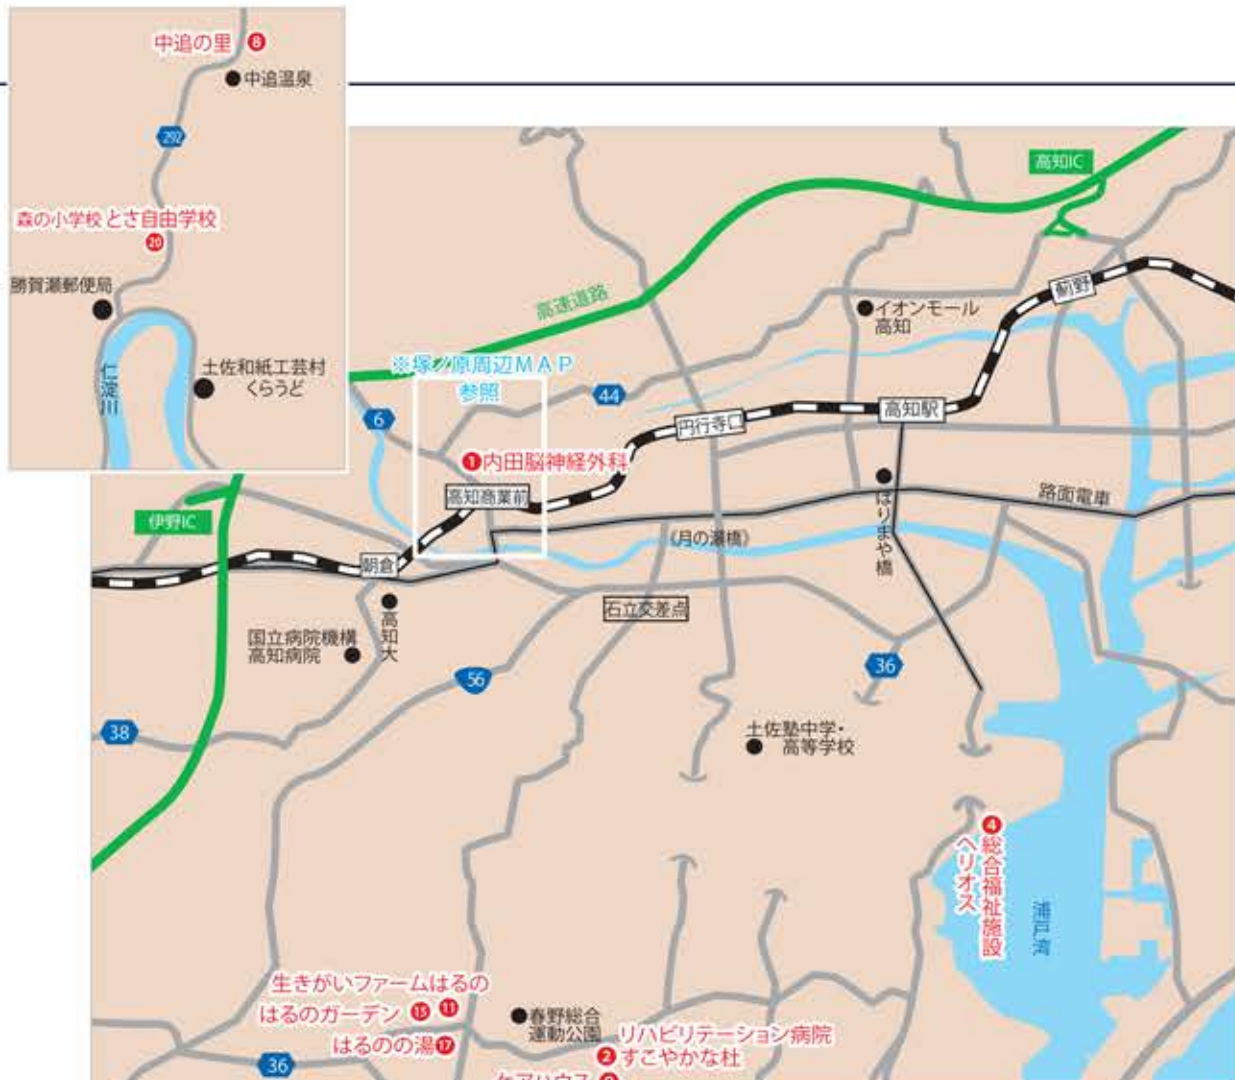 中追の里 8
中追温泉
292
森の小学校 とさ自由学校
20
勝賀瀬郵便局
土佐和紙工芸村
くらうど
仁淀川
高知IC
薊野
高速道路
イオンモール
高知
※塚ノ原周辺MAP
参照
44
6
高知駅
円行寺口
1 内田脳神経外科
高知商業前
伊野IC
路面電車
はりまや橋
《月の瀬橋》
朝倉
石立交差点
高知大
国立病院機構
高知病院
56
36
38
土佐塾中学・
高等学校
4 総合福祉施設
ヘリオス
浦戸湾
生きがいファームはるの
はるのガーデン 15 11
はるのの湯 17
春野総合
運動公園
リハビリテーション病院
2 すこやかな杜
36
ケアハウス